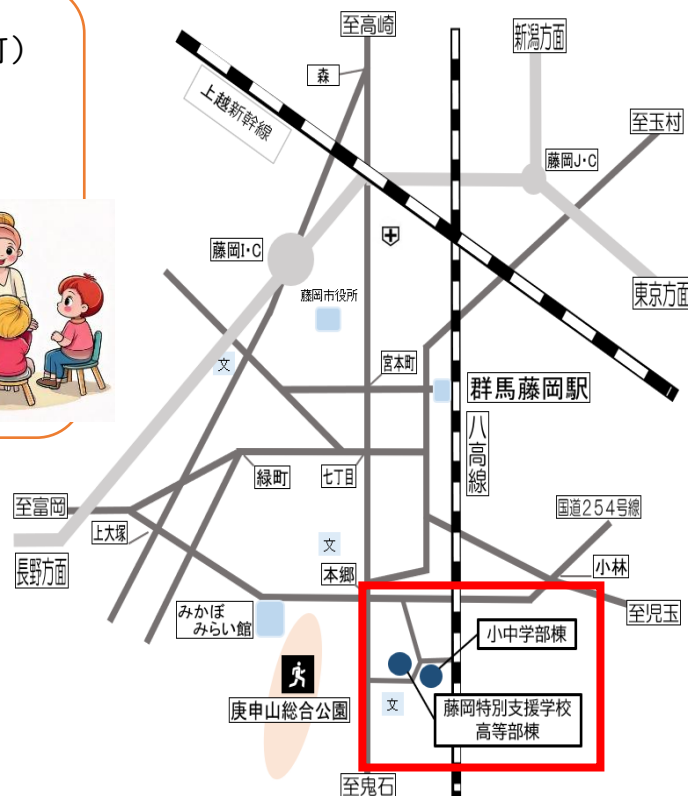 町）
至高崎
新潟方面
森
上越新幹線
至玉村
藤岡J・C
藤岡I・C
東京方面
藤岡市役所
宮本町
文
群馬藤岡駅
八高線
緑町
七丁目
至富岡
国道254号線
上大塚
文
長野方面
本郷
小林
みかぼ
みらい館
至児玉
小中学部棟
庚申山総合公園
文
藤岡特別支援学校
高等部棟
至鬼石